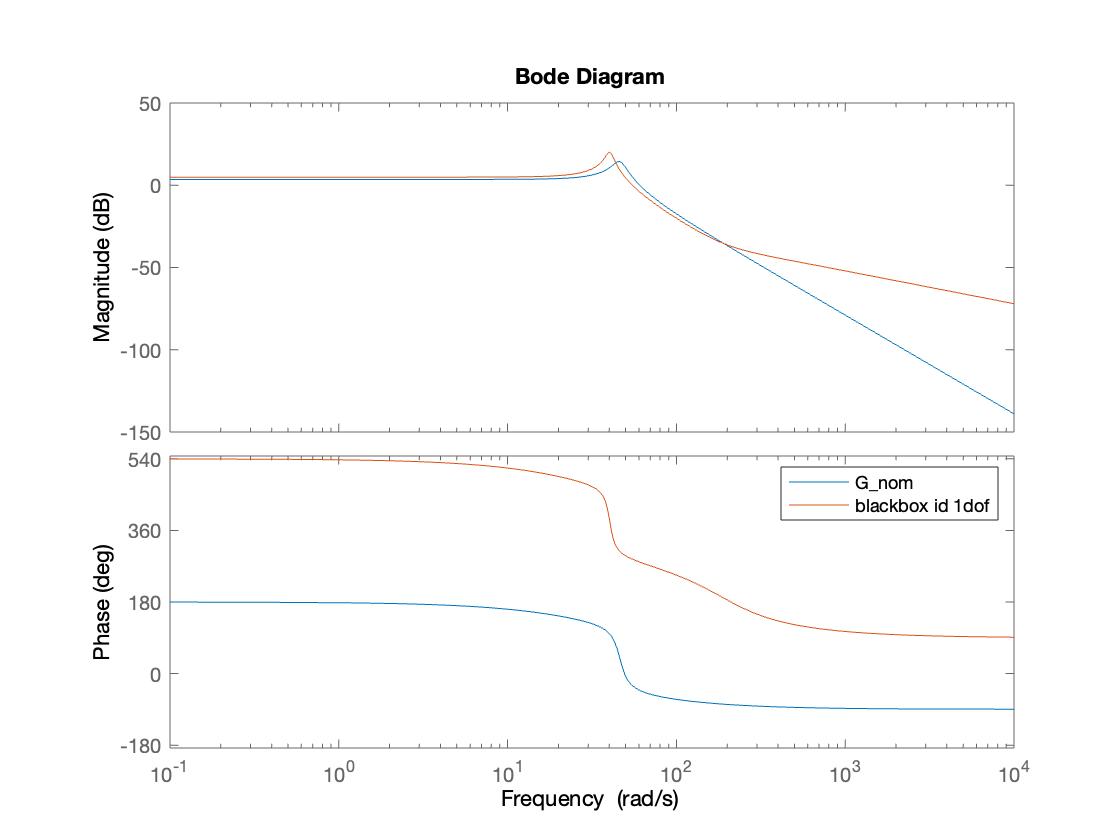 Bode Diagram
50
0
-50
-100
-150
Magnitude (dB)
540
360
180
0
-180
Phase (deg)
G_nom
blackbox id 1dof
10^-1 10^0 10^1 10^2 10^3 10^4
Frequency (rad/s)